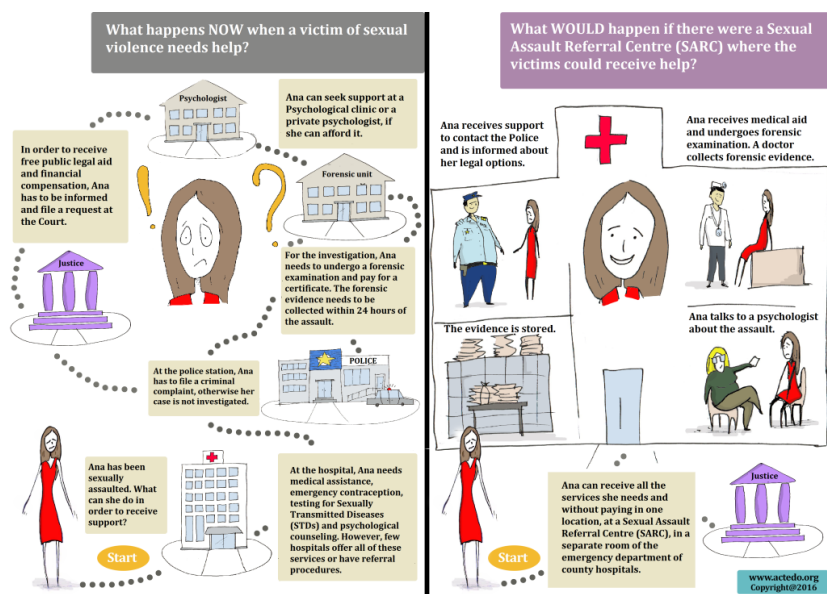 What happens NOW when a victim of sexual
violence needs help?
Psychologist
Ana can seek support at a
Psychological clinic or a
private psychologist, if
she can afford it.
In order to receive
free public legal aid
and financial
compensation, Ana
has to be informed
and file a request at
the Court.
!
?
Forensic unit
For the investigation, Ana
needs to undergo a forensic
examination and pay for a
certificate. The forensic
evidence needs to be
collected within 24 hours of
the assault.
Justice
At the police station, Ana
has to file a criminal
complaint, otherwise her
case is not investigated.
POLICE
Ana has been
sexually
assaulted. What
can she do in
order to receive
support?
Start
At the hospital, Ana needs
medical assistance,
emergency contraception,
testing for Sexually
Transmitted Diseases
(STDs) and psychological
counseling. However, few
hospitals offer all of these
services or have referral
procedures.
What WOULD happen if there were a Sexual
Assault Referral Centre (SARC) where the
victims could receive help?
Ana receives support
to contact the Police
and is informed about
her legal options.
Ana receives medical aid
and undergoes forensic
examination. A doctor
collects forensic evidence.
The evidence is stored.
Ana talks to a psychologist
about the assault.
Start
Ana can receive all the
services she needs and
without paying in one
location, at a Sexual Assault
Referral Centre (SARC), in a
separate room of the
emergency department of
county hospitals.
Justice
www.actedo.org
Copyright@2016